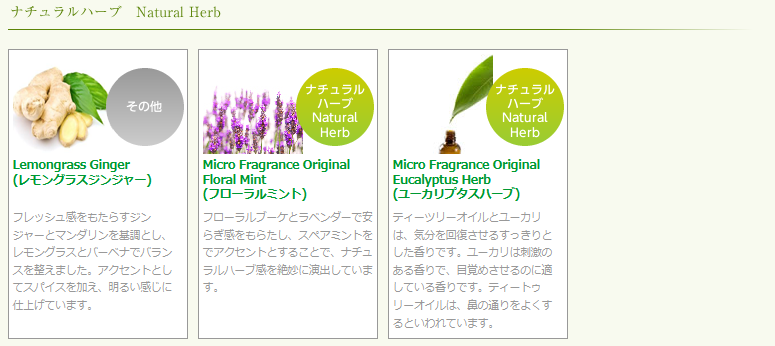 ナチュラルハーブ　Natural Herb
その他
Lemongrass Ginger
(レモングラスジンジャー)
フレッシュ感をもたらすジン
ジャーとマンダリンを基調とし、
レモングラスとバーベナでバラン
スを整えました。アクセントとし
てスパイスを加え、明るい感じに
仕上げています。
ナチュラル
ハーブ
Natural
Herb
Micro Fragrance Original
Floral Mint
(フローラルミント)
フローラルブーケとラベンダーで安
らぎ感をもたらし、スペアミントを
でアクセントとすることで、ナチュ
ラルハーブ感を絶妙に演出していま
す。
ナチュラル
ハーブ
Natural
Herb
Micro Fragrance Original
Eucalyptus Herb
(ユーカリプタスハーブ)
ティーツリーオイルとユーカリ
は、気分を回復させるすっきりと
した香りです。ユーカリは刺激の
ある香りで、目覚めさせるのに適
している香りです。ティートゥ
リーオイルは、鼻の通りをよくす
るといわれています。